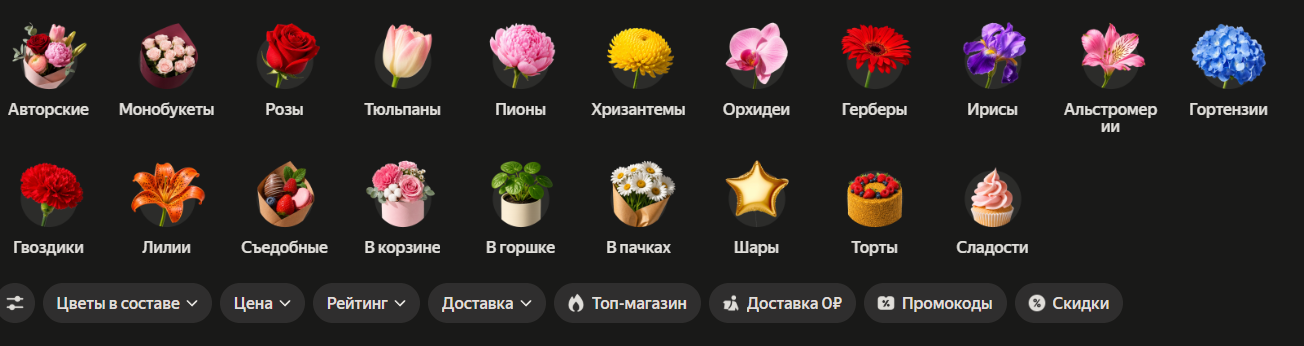 Авторские
Монобукеты
Розы
Тюльпаны
Пионы
Хризантемы
Орхидеи
Герберы
Ирисы
Альстромер
ии
Гортензии
Гвоздики
Лилии
Съедобные
В корзине
В горшке
В пачках
Шары
Торты
Сладости
Цветы в составе
Цена
Рейтинг
Доставка
Топ-магазин
Доставка 0₽
Промокоды
Скидки